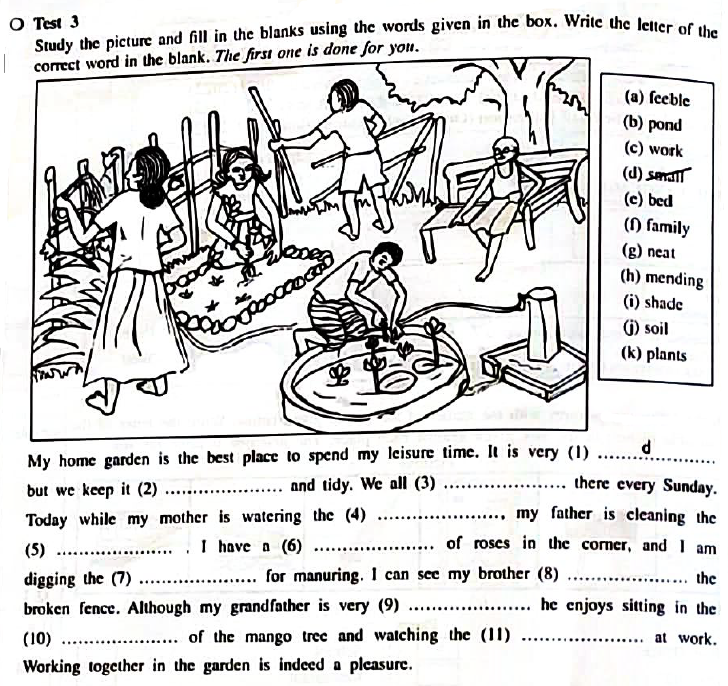 O Test 3
Study the picture and fill in the blanks using the words given in the box. Write the letter of the
correct word in the blank. The first one is done for you.
(a) feeble
(b) pond
(c) work
(d) small
(e) bed
(f) family
(g) neat
(h) mending
(i) shade
(j) soil
(k) plants
My home garden is the best place to spend my leisure time. It is very (1) ........d................
but we keep it (2) .................... and tidy. We all (3) ..................... there every Sunday.
Today while my mother is watering the (4) ......................, my father is cleaning the
(5) .................... . I have a (6) ..................... of roses in the corner, and I am
digging the (7) .................... for manuring. I can see my brother (8) ..................... the
broken fence. Although my grandfather is very (9) ..................... he enjoys sitting in the
(10) .................... of the mango tree and watching the (11) ..................... at work.
Working together in the garden is indeed a pleasure.